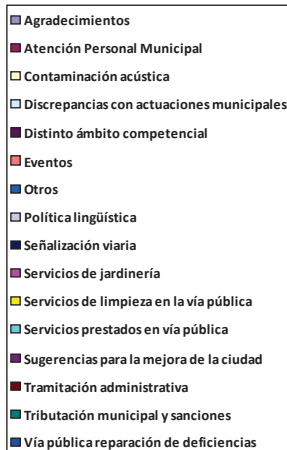 Agradecimientos
Atención Personal Municipal
Contaminación acústica
Discrepancias con actuaciones municipales
Distinto ámbito competencial
Eventos
Otros
Política lingüística
Señalización viaria
Servicios de jardinería
Servicios de limpieza en la vía pública
Servicios prestados en vía pública
Sugerencias para la mejora de la ciudad
Tramitación administrativa
Tributación municipal y sanciones
Vía pública reparación de deficiencias